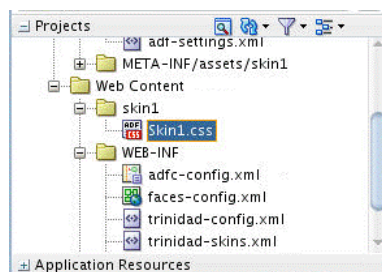 Projects
adf-settings.xml
META-INF/assets/skin1
Web Content
skin1
ADF
CSS
Skin1.css
WEB-INF
adfc-config.xml
faces-config.xml
trinidad-config.xml
trinidad-skins.xml
Application Resources